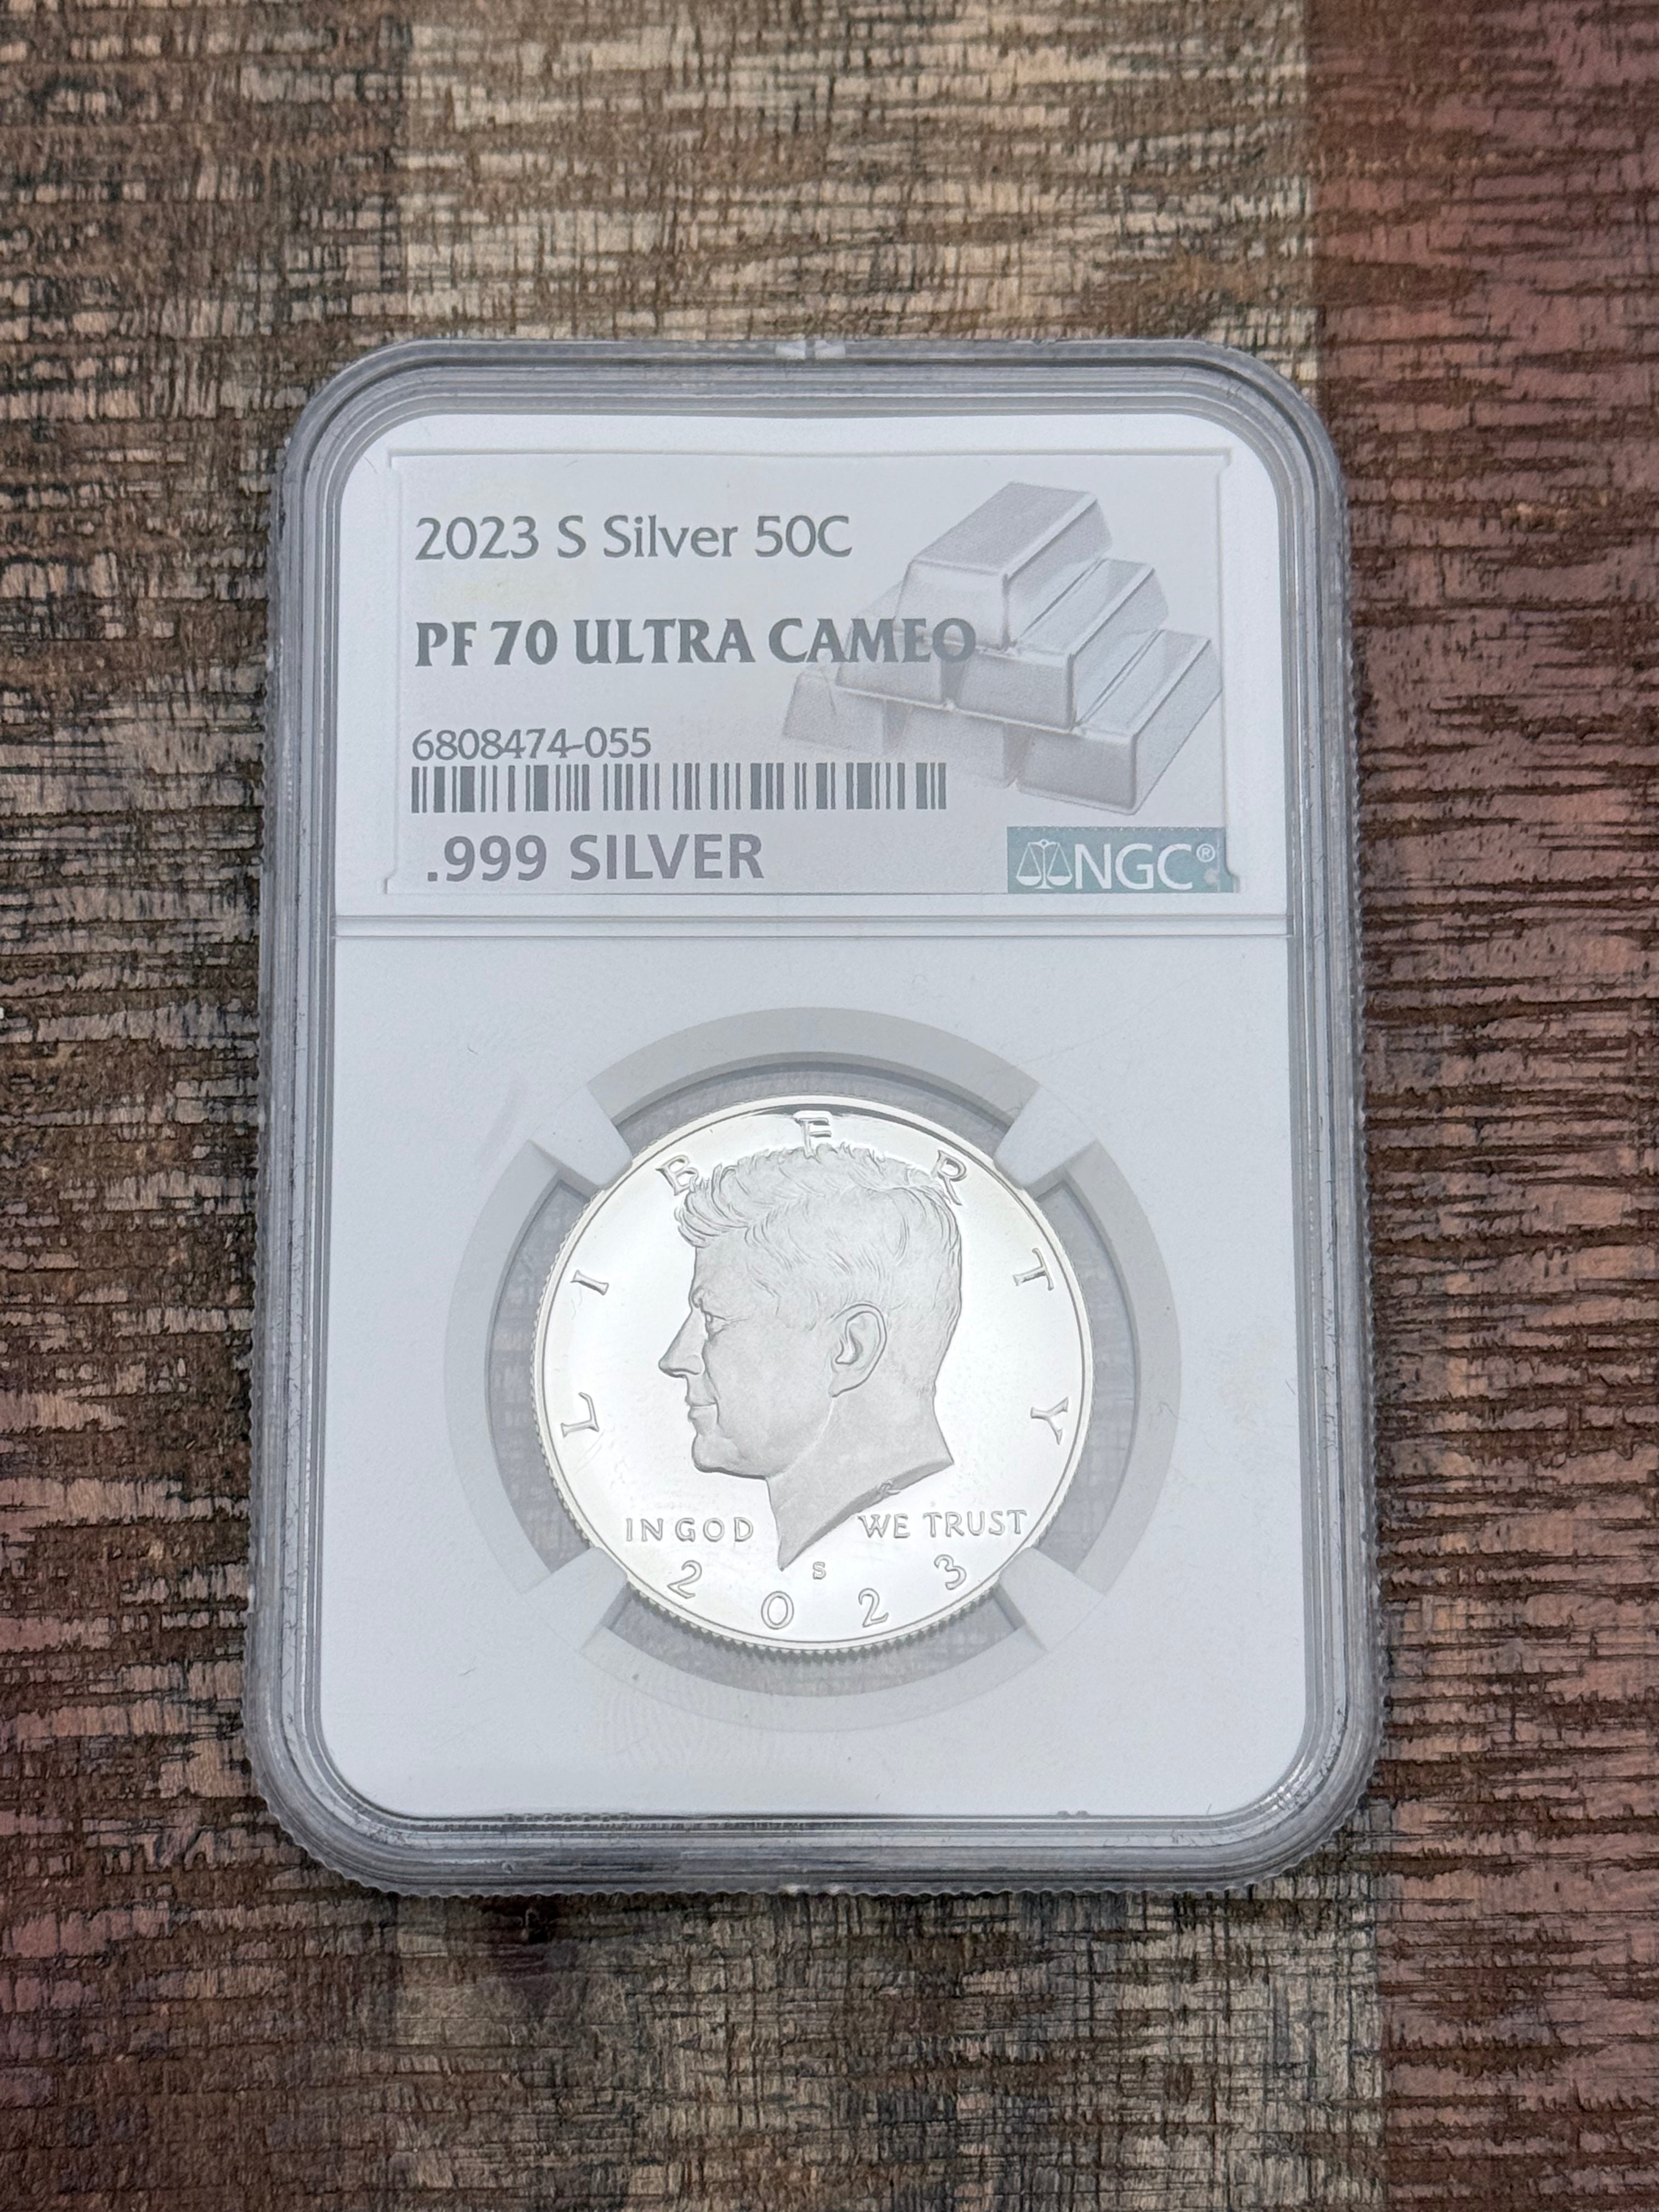 2023 S Silver 50C
PF 70 ULTRA CAMEO
6808474-055
.999 SILVER
NGC®
LIBERTY
IN GOD WE TRUST
S
2023